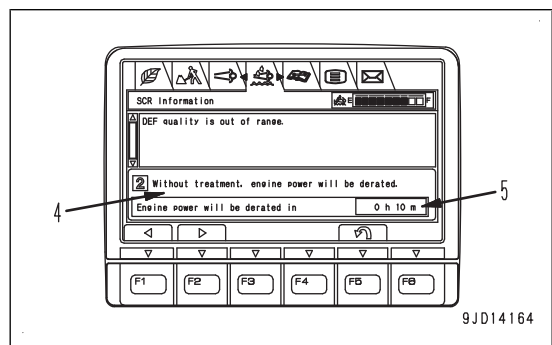 SCR Information
E F
DEF quality is out of range.
2 Without treatment, engine power will be derated.
Engine power will be derated in 0 h 10 m
4
5
F1 F2 F3 F4 F5 F6
9JD14164